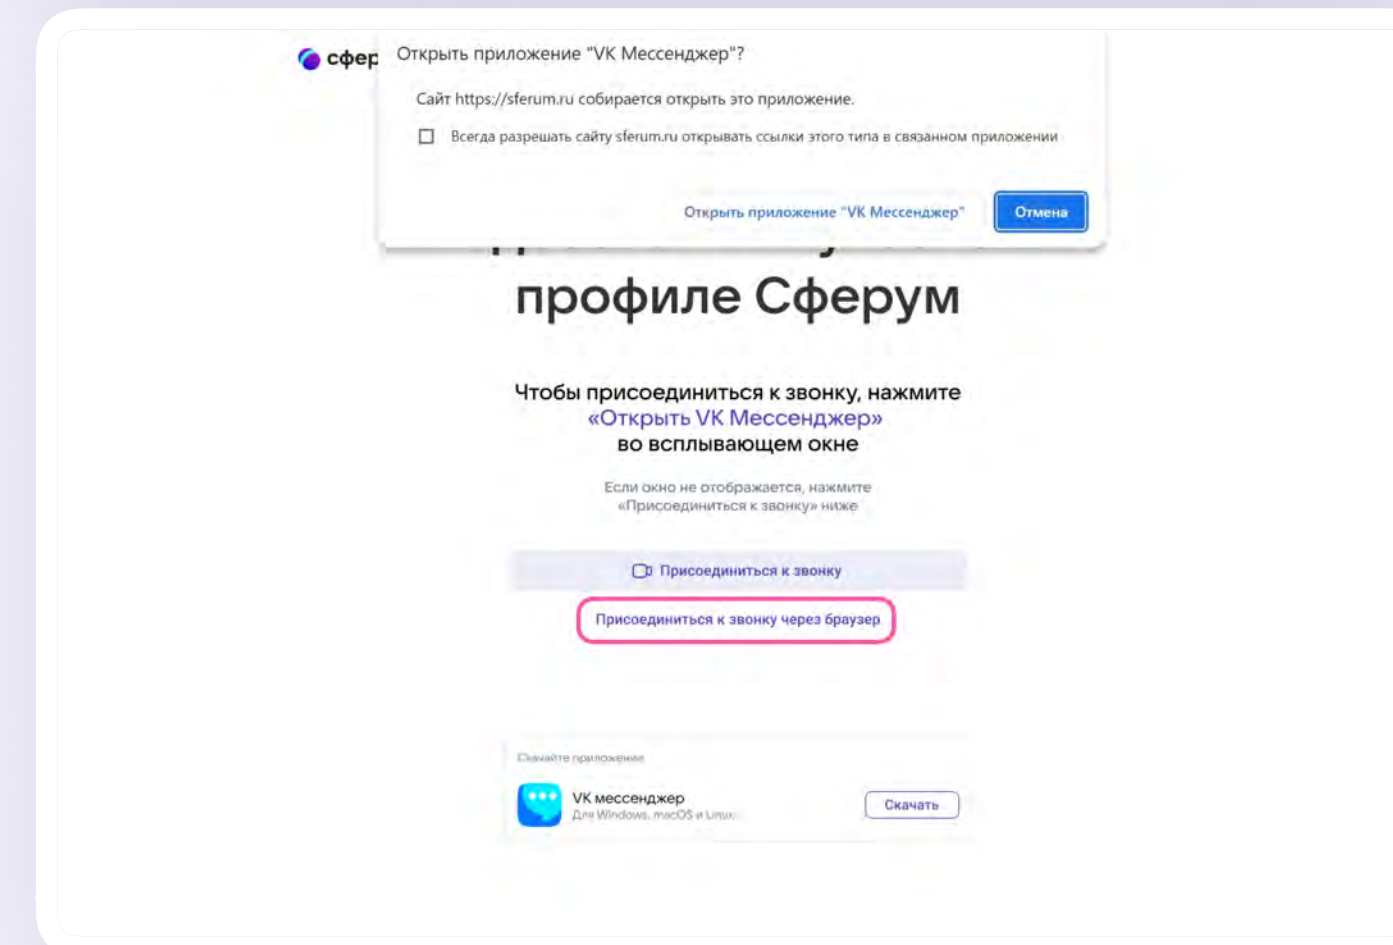 сфер
Открыть приложение "VK Мессенджер"?
Сайт https://sferum.ru собирается открыть это приложение.
Всегда разрешать сайту sferum.ru открывать ссылки этого типа в связанном приложении
Открыть приложение "VK Мессенджер"
Отмена
профиле Сферум
Чтобы присоединиться к звонку, нажмите
«Открыть VK Мессенджер»
во всплывающем окне
Если окно не отображается, нажмите
«Присоединиться к звонку» ниже
Присоединиться к звонку
Присоединиться к звонку через браузер
Скачайте приложение
VK мессенджер
Для Windows, macOS и Linux
Скачать